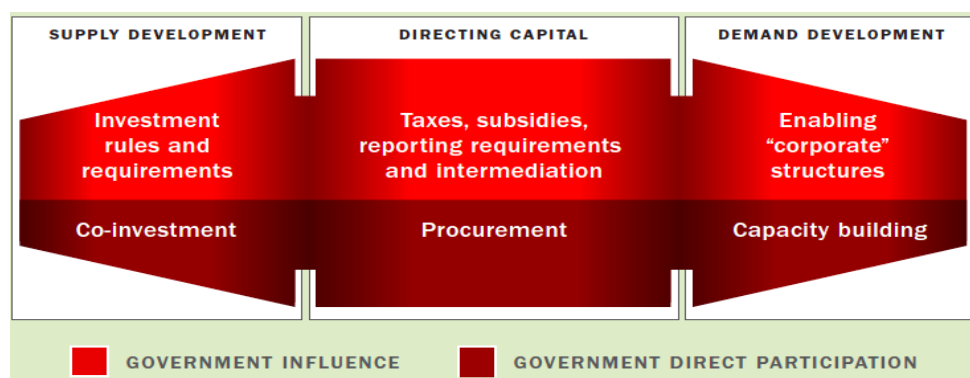 SUPPLY DEVELOPMENT
DIRECTING CAPITAL
DEMAND DEVELOPMENT
Investment
rules and
requirements
Taxes, subsidies,
reporting requirements
and intermediation
Enabling
“corporate”
structures
Co-investment
Procurement
Capacity building
GOVERNMENT INFLUENCE
GOVERNMENT DIRECT PARTICIPATION